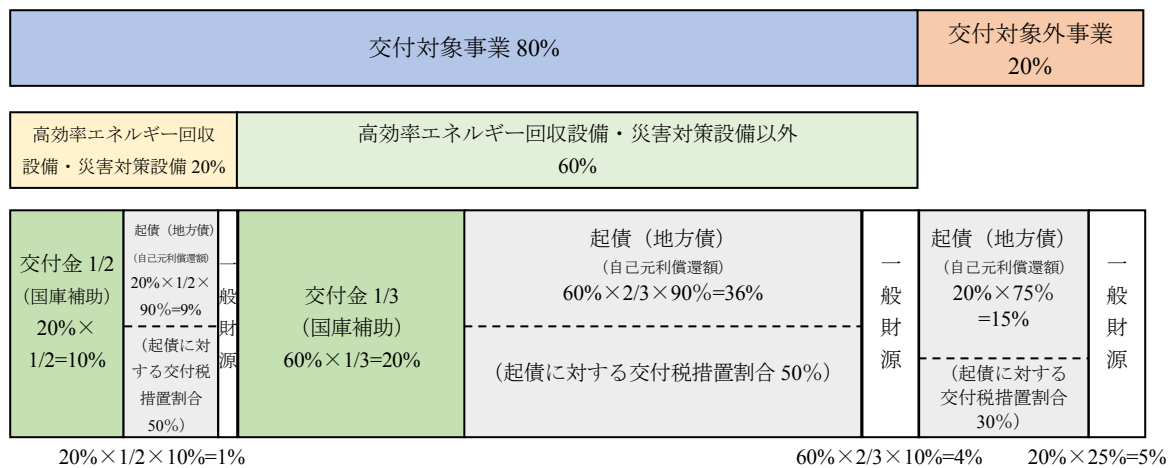 交付対象事業 80%
交付対象外事業
20%
高効率エネルギー回収
設備・災害対策設備 20%
高効率エネルギー回収設備・災害対策設備以外
60%
交付金 1/2
（国庫補助）
20%×
1/2=10%
起債（地方債）
(自己元利償還額)
20%×1/2×
90%=9%
（起債に対
する交付税
措置割合
50%）
一般財源
交付金 1/3
（国庫補助）
60%×1/3=20%
起債（地方債）
(自己元利償還額)
60%×2/3×90%=36%
（起債に対する交付税措置割合 50%）
一般財源
起債（地方債）
(自己元利償還額)
20%×75%
=15%
（起債に対する
交付税措置割合
30%）
一般財源
20%×1/2×10%=1%
60%×2/3×10%=4%
20%×25%=5%